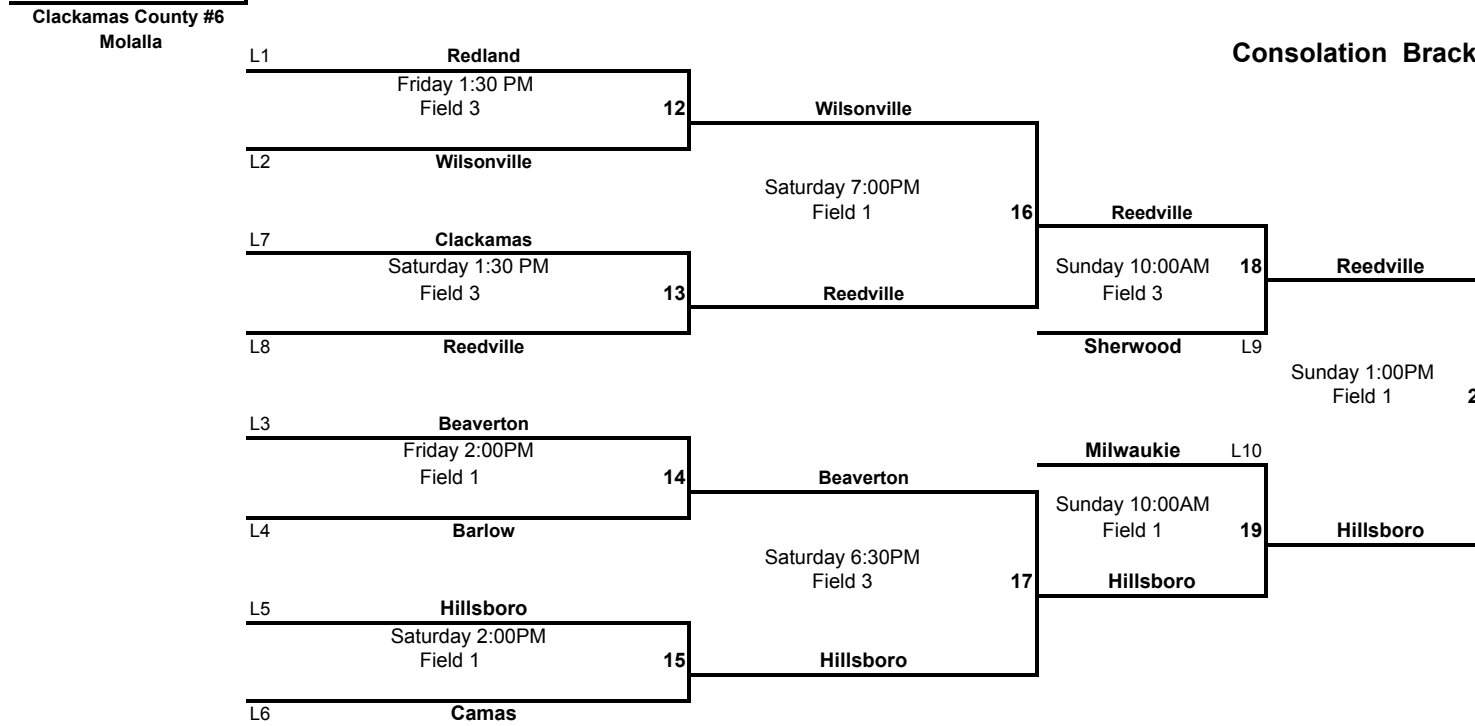 Clackamas County #6
Molalla
Consolation Brack
L1 Redland
Friday 1:30 PM
Field 3 12
Wilsonville
L2 Wilsonville
Saturday 7:00PM
Field 1 16
Reedville
L7 Clackamas
Saturday 1:30 PM
Field 3 13
Reedville
Sunday 10:00AM 18
Field 3
Reedville
L8 Reedville
Sherwood L9
Sunday 1:00PM
Field 1 2
L3 Beaverton
Friday 2:00PM
Field 1 14
Beaverton
Milwaukie L10
Sunday 10:00AM
Field 1 19
Hillsboro
L4 Barlow
Saturday 6:30PM
Field 3 17
Hillsboro
L5 Hillsboro
Saturday 2:00PM
Field 1 15
Hillsboro
L6 Camas